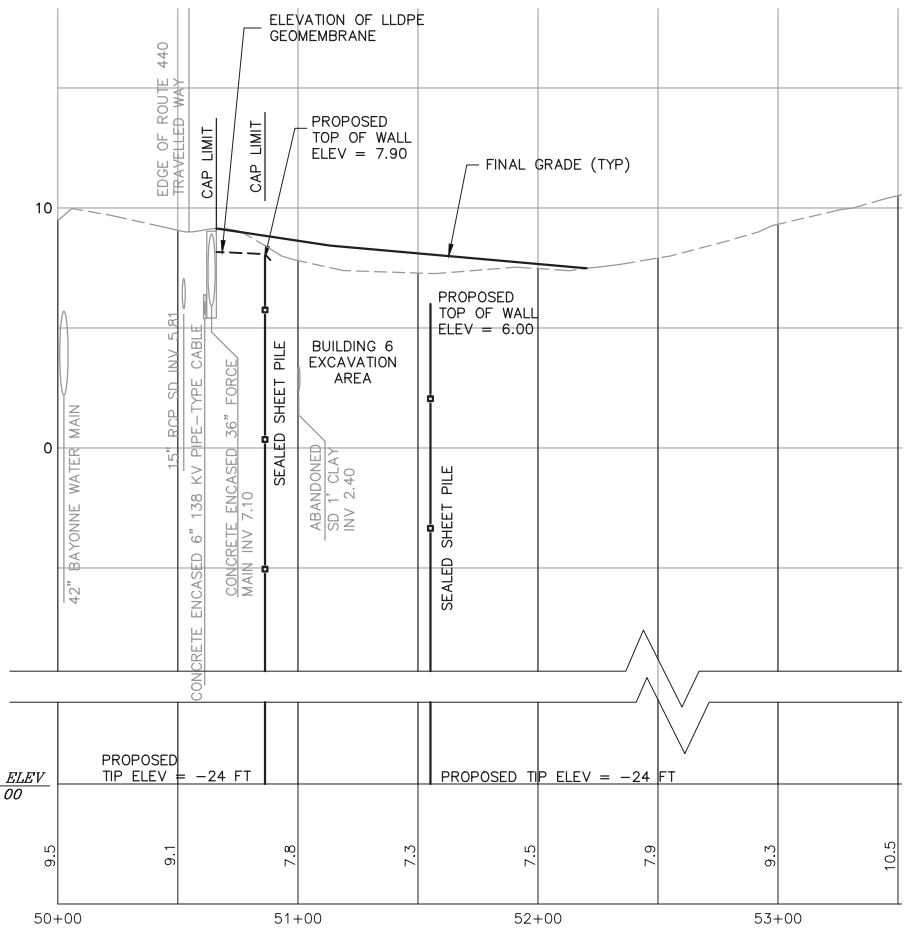 ELEVATION OF LLDPE
GEOMEMBRANE
EDGE OF ROUTE 440
TRAVELLED WAY
CAP LIMIT
CAP LIMIT
PROPOSED
TOP OF WALL
ELEV = 7.90
FINAL GRADE (TYP)
10
PROPOSED
TOP OF WALL
ELEV = 6.00
BUILDING 6
EXCAVATION
AREA
0
42" BAYONNE WATER MAIN
15" RCP SD INV 5.81
CONCRETE ENCASED 6" 138 KV PIPE-TYPE CABLE
CONCRETE ENCASED 36" FORCE
MAIN INV 7.10
SEALED SHEET PILE
ABANDONED
SD 1' CLAY
INV 2.40
SEALED SHEET PILE
PROPOSED
TIP ELEV = -24 FT
PROPOSED TIP ELEV = -24 FT
ELEV
00
9.5
9.1
7.8
7.3
7.5
7.9
9.3
10.5
50+00
51+00
52+00
53+00